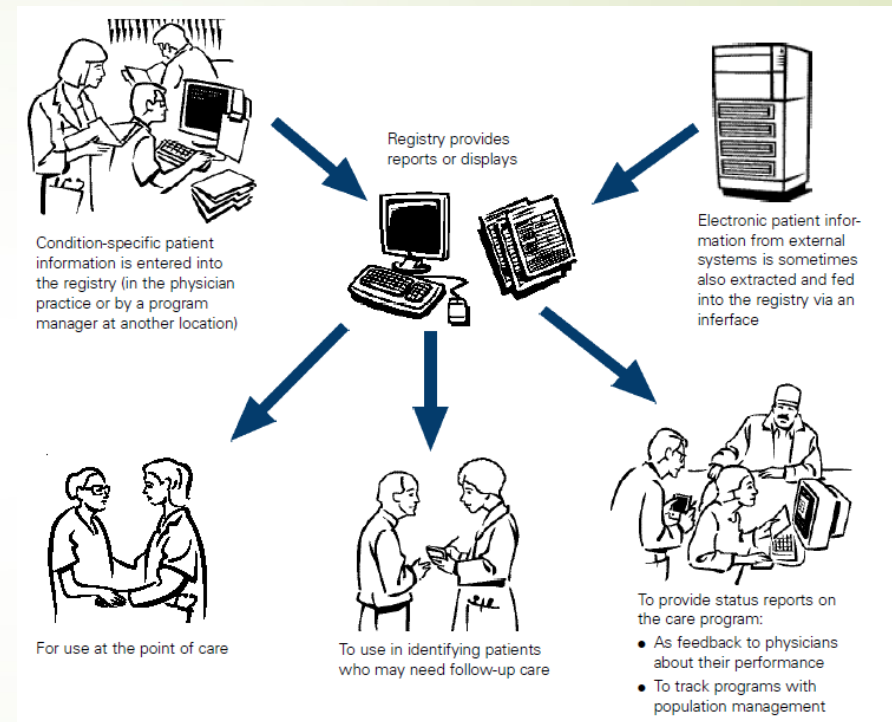 Registry provides
reports or displays
Condition-specific patient
information is entered into
the registry (in the physician
practice or by a program
manager at another location)
Electronic patient infor-
mation from external
systems is sometimes
also extracted and fed
into the registry via an
inferface
For use at the point of care
To use in identifying patients
who may need follow-up care
To provide status reports on
the care program:
• As feedback to physicians
about their performance
• To track programs with
population management